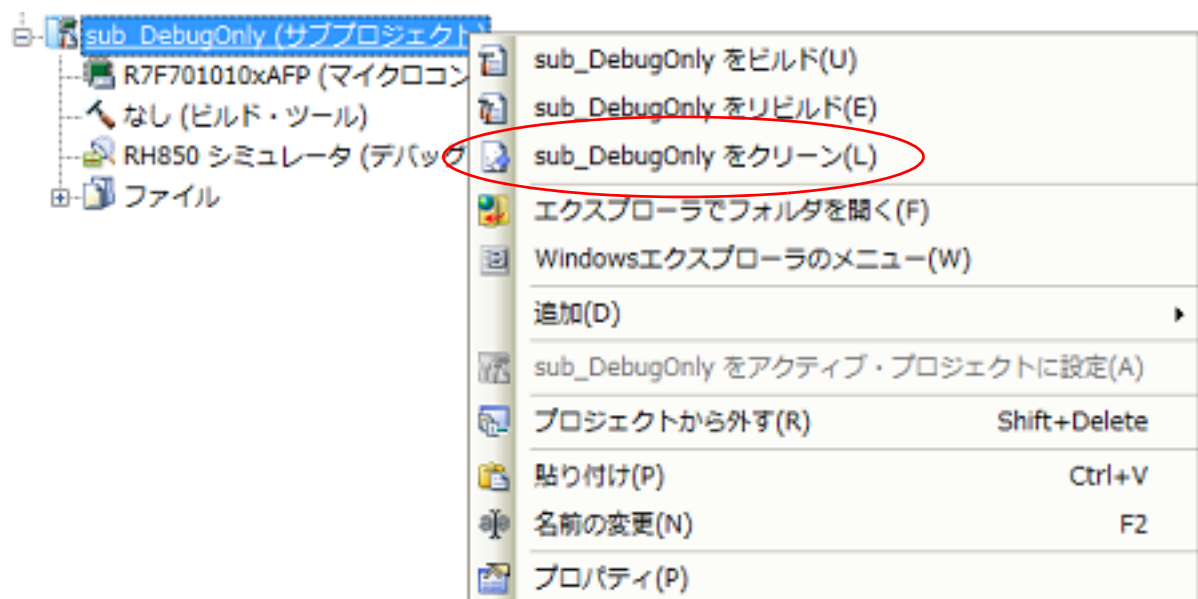 sub_DebugOnly (サブプロジェクト)
R7F701010xAFP (マイクロコン
なし (ビルド・ツール)
RH850 シミュレータ (デバッグ
ファイル
sub_DebugOnly をビルド(U)
sub_DebugOnly をリビルド(E)
sub_DebugOnly をクリーン(L)
エクスプローラでフォルダを開く(F)
Windowsエクスプローラのメニュー(W)
追加(D)
sub_DebugOnly をアクティブ・プロジェクトに設定(A)
プロジェクトから外す(R) Shift+Delete
貼り付け(P) Ctrl+V
名前の変更(N) F2
プロパティ(P)